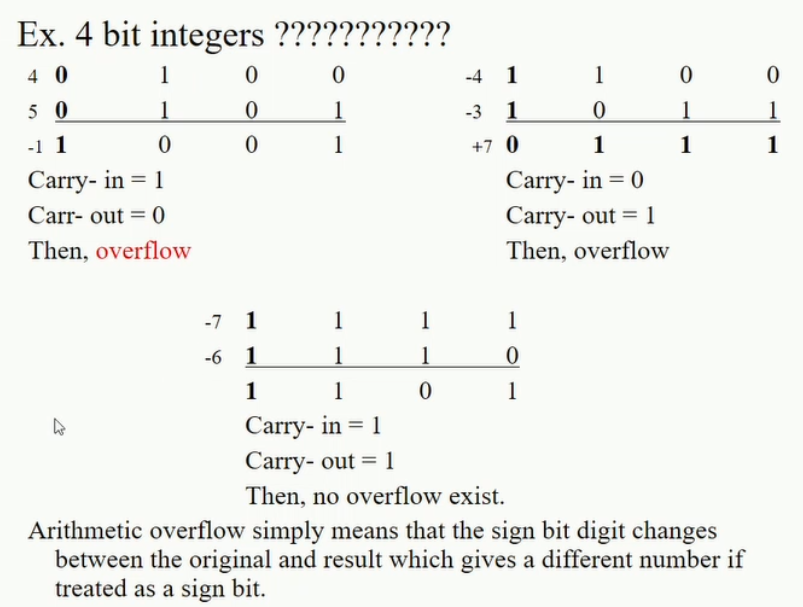 Ex. 4 bit integers ???????????
4 0 1 0 0
5 0 1 0 1
-1 1 0 0 1
Carry- in = 1
Carr- out = 0
Then, overflow
-4 1 1 0 0
-3 1 0 1 1
+7 0 1 1 1
Carry- in = 0
Carry- out = 1
Then, overflow
-7 1 1 1 1
-6 1 1 1 0
1 1 0 1
Carry- in = 1
Carry- out = 1
Then, no overflow exist.
Arithmetic overflow simply means that the sign bit digit changes
between the original and result which gives a different number if
treated as a sign bit.